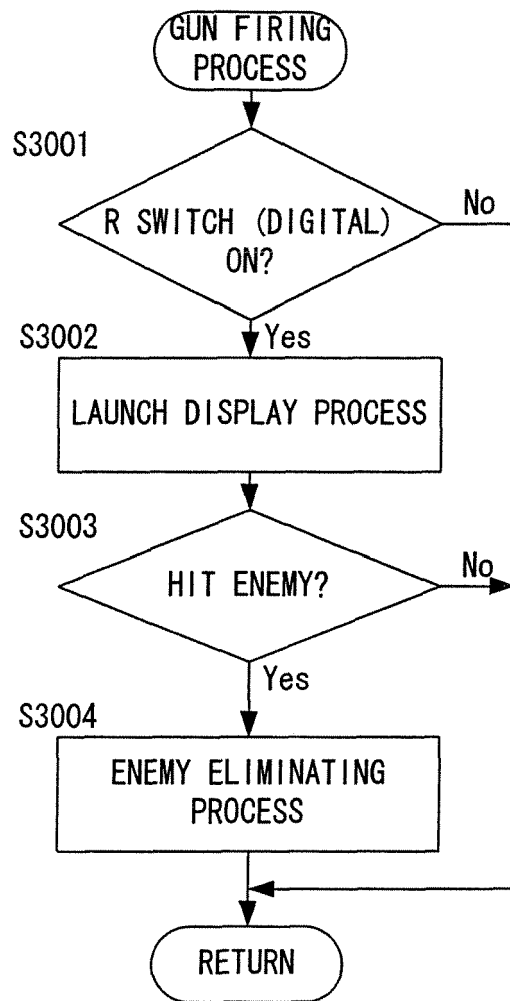 GUN FIRING
PROCESS
S3001
R SWITCH (DIGITAL)
ON?
No
Yes
S3002
LAUNCH DISPLAY PROCESS
S3003
HIT ENEMY?
No
Yes
S3004
ENEMY ELIMINATING
PROCESS
RETURN